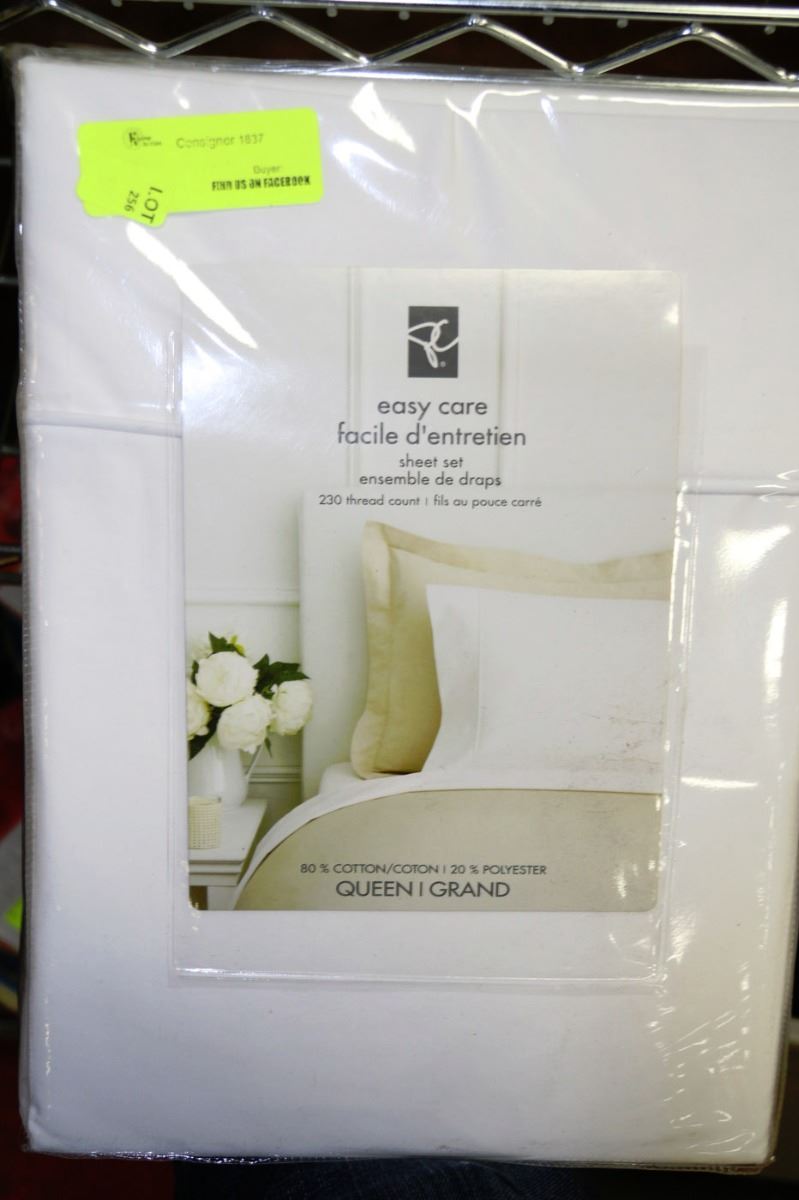 Consignor 1837
Buyer:
FIND US ON FACEBOOK
LOT
256
easy care
facile d'entretien
sheet set
ensemble de draps
230 thread count | fils au pouce carré
80 % COTTON/COTON | 20 % POLYESTER
QUEEN | GRAND